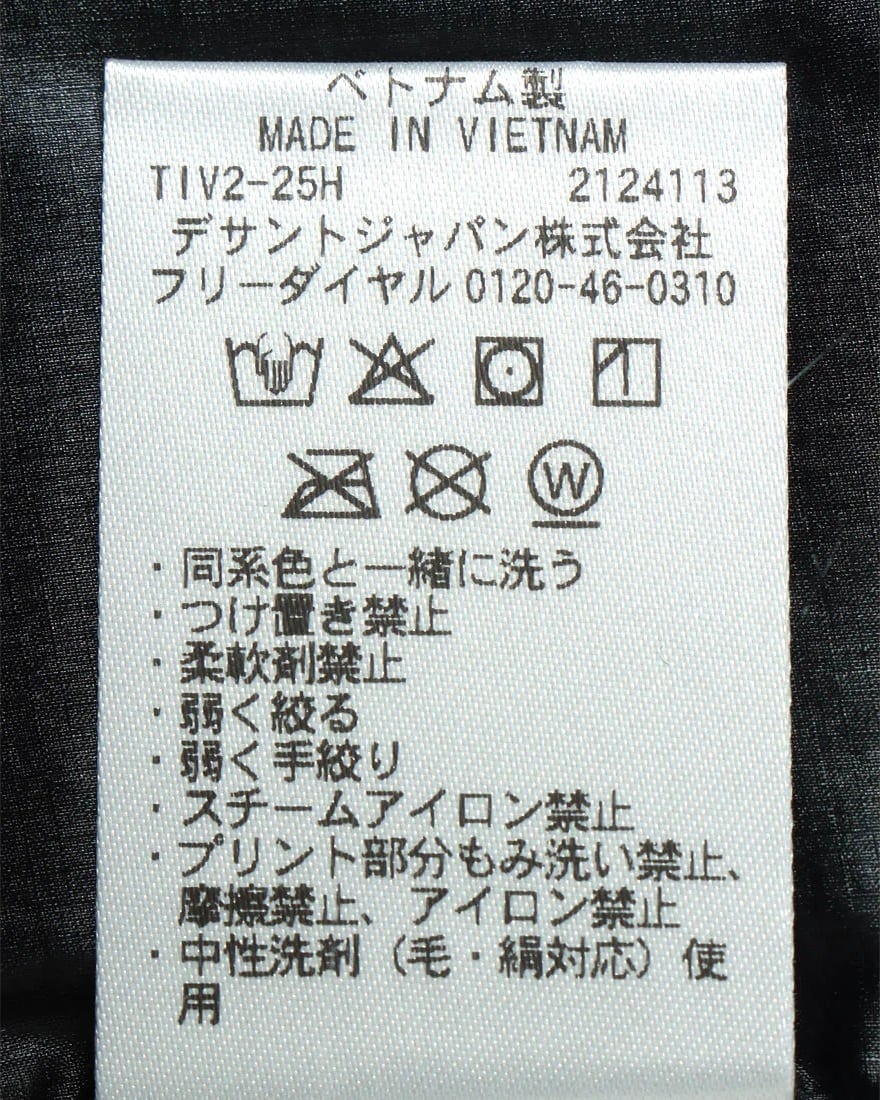 ベトナム製
MADE IN VIETNAM
TIV2-25H 2124113
デサントジャパン株式会社
フリーダイヤル 0120-46-0310
W
・同系色と一緒に洗う
・つけ置き禁止
・柔軟剤禁止
・弱く絞る
・弱く手絞り
・スチームアイロン禁止
・プリント部分もみ洗い禁止、
摩擦禁止、アイロン禁止
・中性洗剤（毛・絹対応）使
用